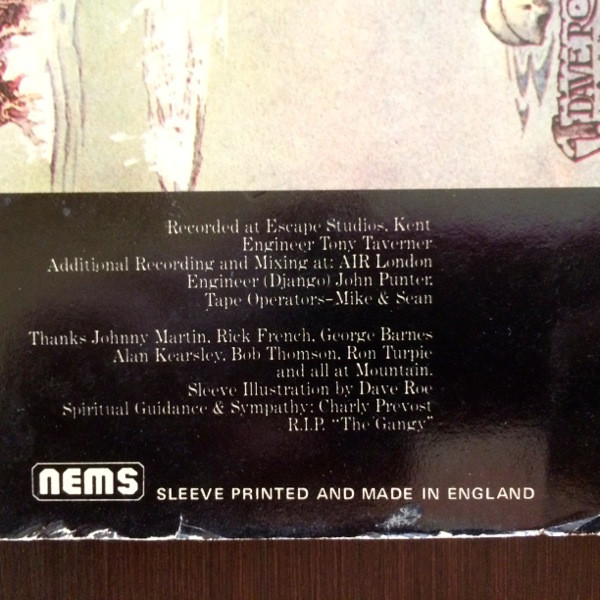 DAVE RO
Recorded at Escape Studios, Kent
Engineer Tony Taverner
Additional Recording and Mixing at: AIR London
Engineer (Django) John Punter.
Tape Operators–Mike & Sean
Thanks Johnny Martin, Rick French, George Barnes
Alan Kearsley, Bob Thomson, Ron Turpie
and all at Mountain.
Sleeve Illustration by Dave Roe
Spiritual Guidance & Sympathy: Charly Prevost
R.I.P. "The Gangy"
nems SLEEVE PRINTED AND MADE IN ENGLAND